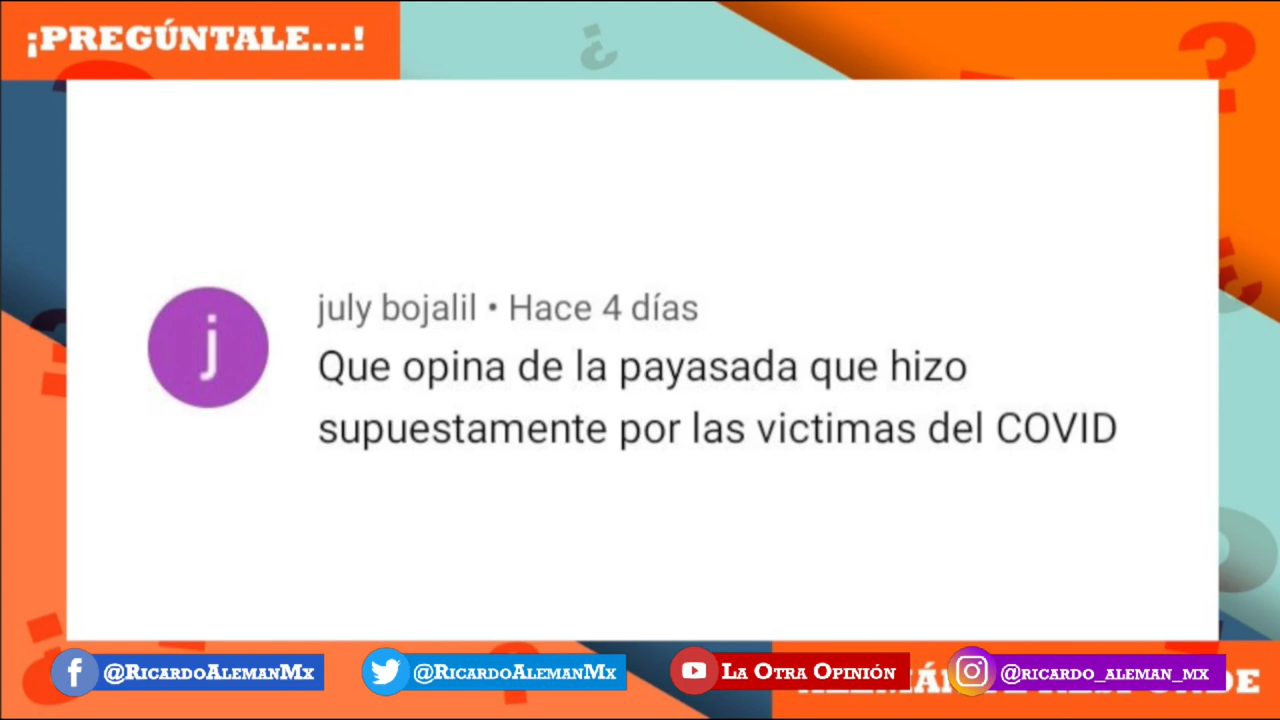 ¡PREGÚNTALE...!
j
july bojalil • Hace 4 días
Que opina de la payasada que hizo
supuestamente por las victimas del COVID
@RICARDOALEMANMX
@RICARDOALEMANMX
LA OTRA OPINIÓN
@RICARDO_ALEMAN_MX